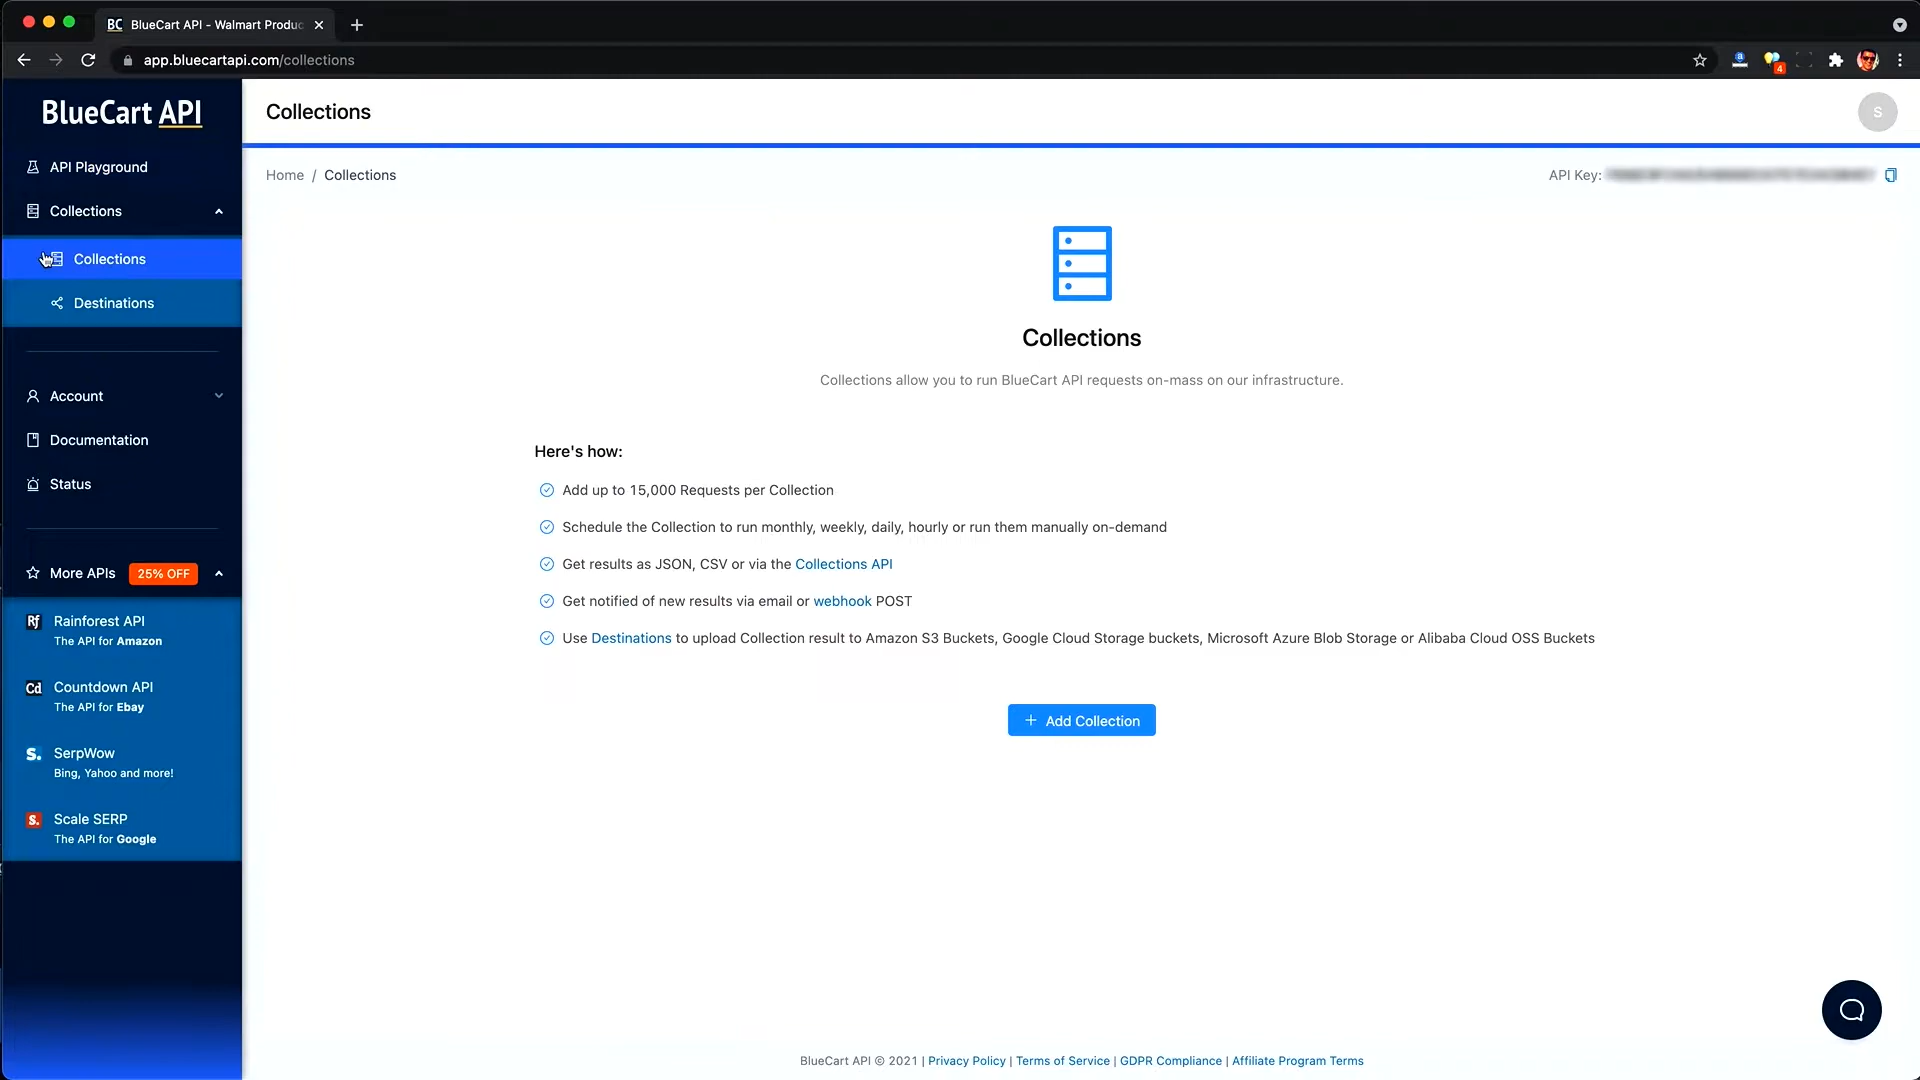 BC BlueCart API - Walmart Produc
app.bluecartapi.com/collections
4
BlueCart API
API Playground
Collections
Collections
Destinations
Account
Documentation
Status
More APIs 25% OFF
Rf Rainforest API
The API for Amazon
Cd Countdown API
The API for Ebay
S. SerpWow
Bing, Yahoo and more!
S. Scale SERP
The API for Google
Collections
S
Home / Collections
API Key:
Collections
Collections allow you to run BlueCart API requests on-mass on our infrastructure.
Here's how:
Add up to 15,000 Requests per Collection
Schedule the Collection to run monthly, weekly, daily, hourly or run them manually on-demand
Get results as JSON, CSV or via the Collections API
Get notified of new results via email or webhook POST
Use Destinations to upload Collection result to Amazon S3 Buckets, Google Cloud Storage buckets, Microsoft Azure Blob Storage or Alibaba Cloud OSS Buckets
+ Add Collection
BlueCart API © 2021 | Privacy Policy | Terms of Service | GDPR Compliance | Affiliate Program Terms